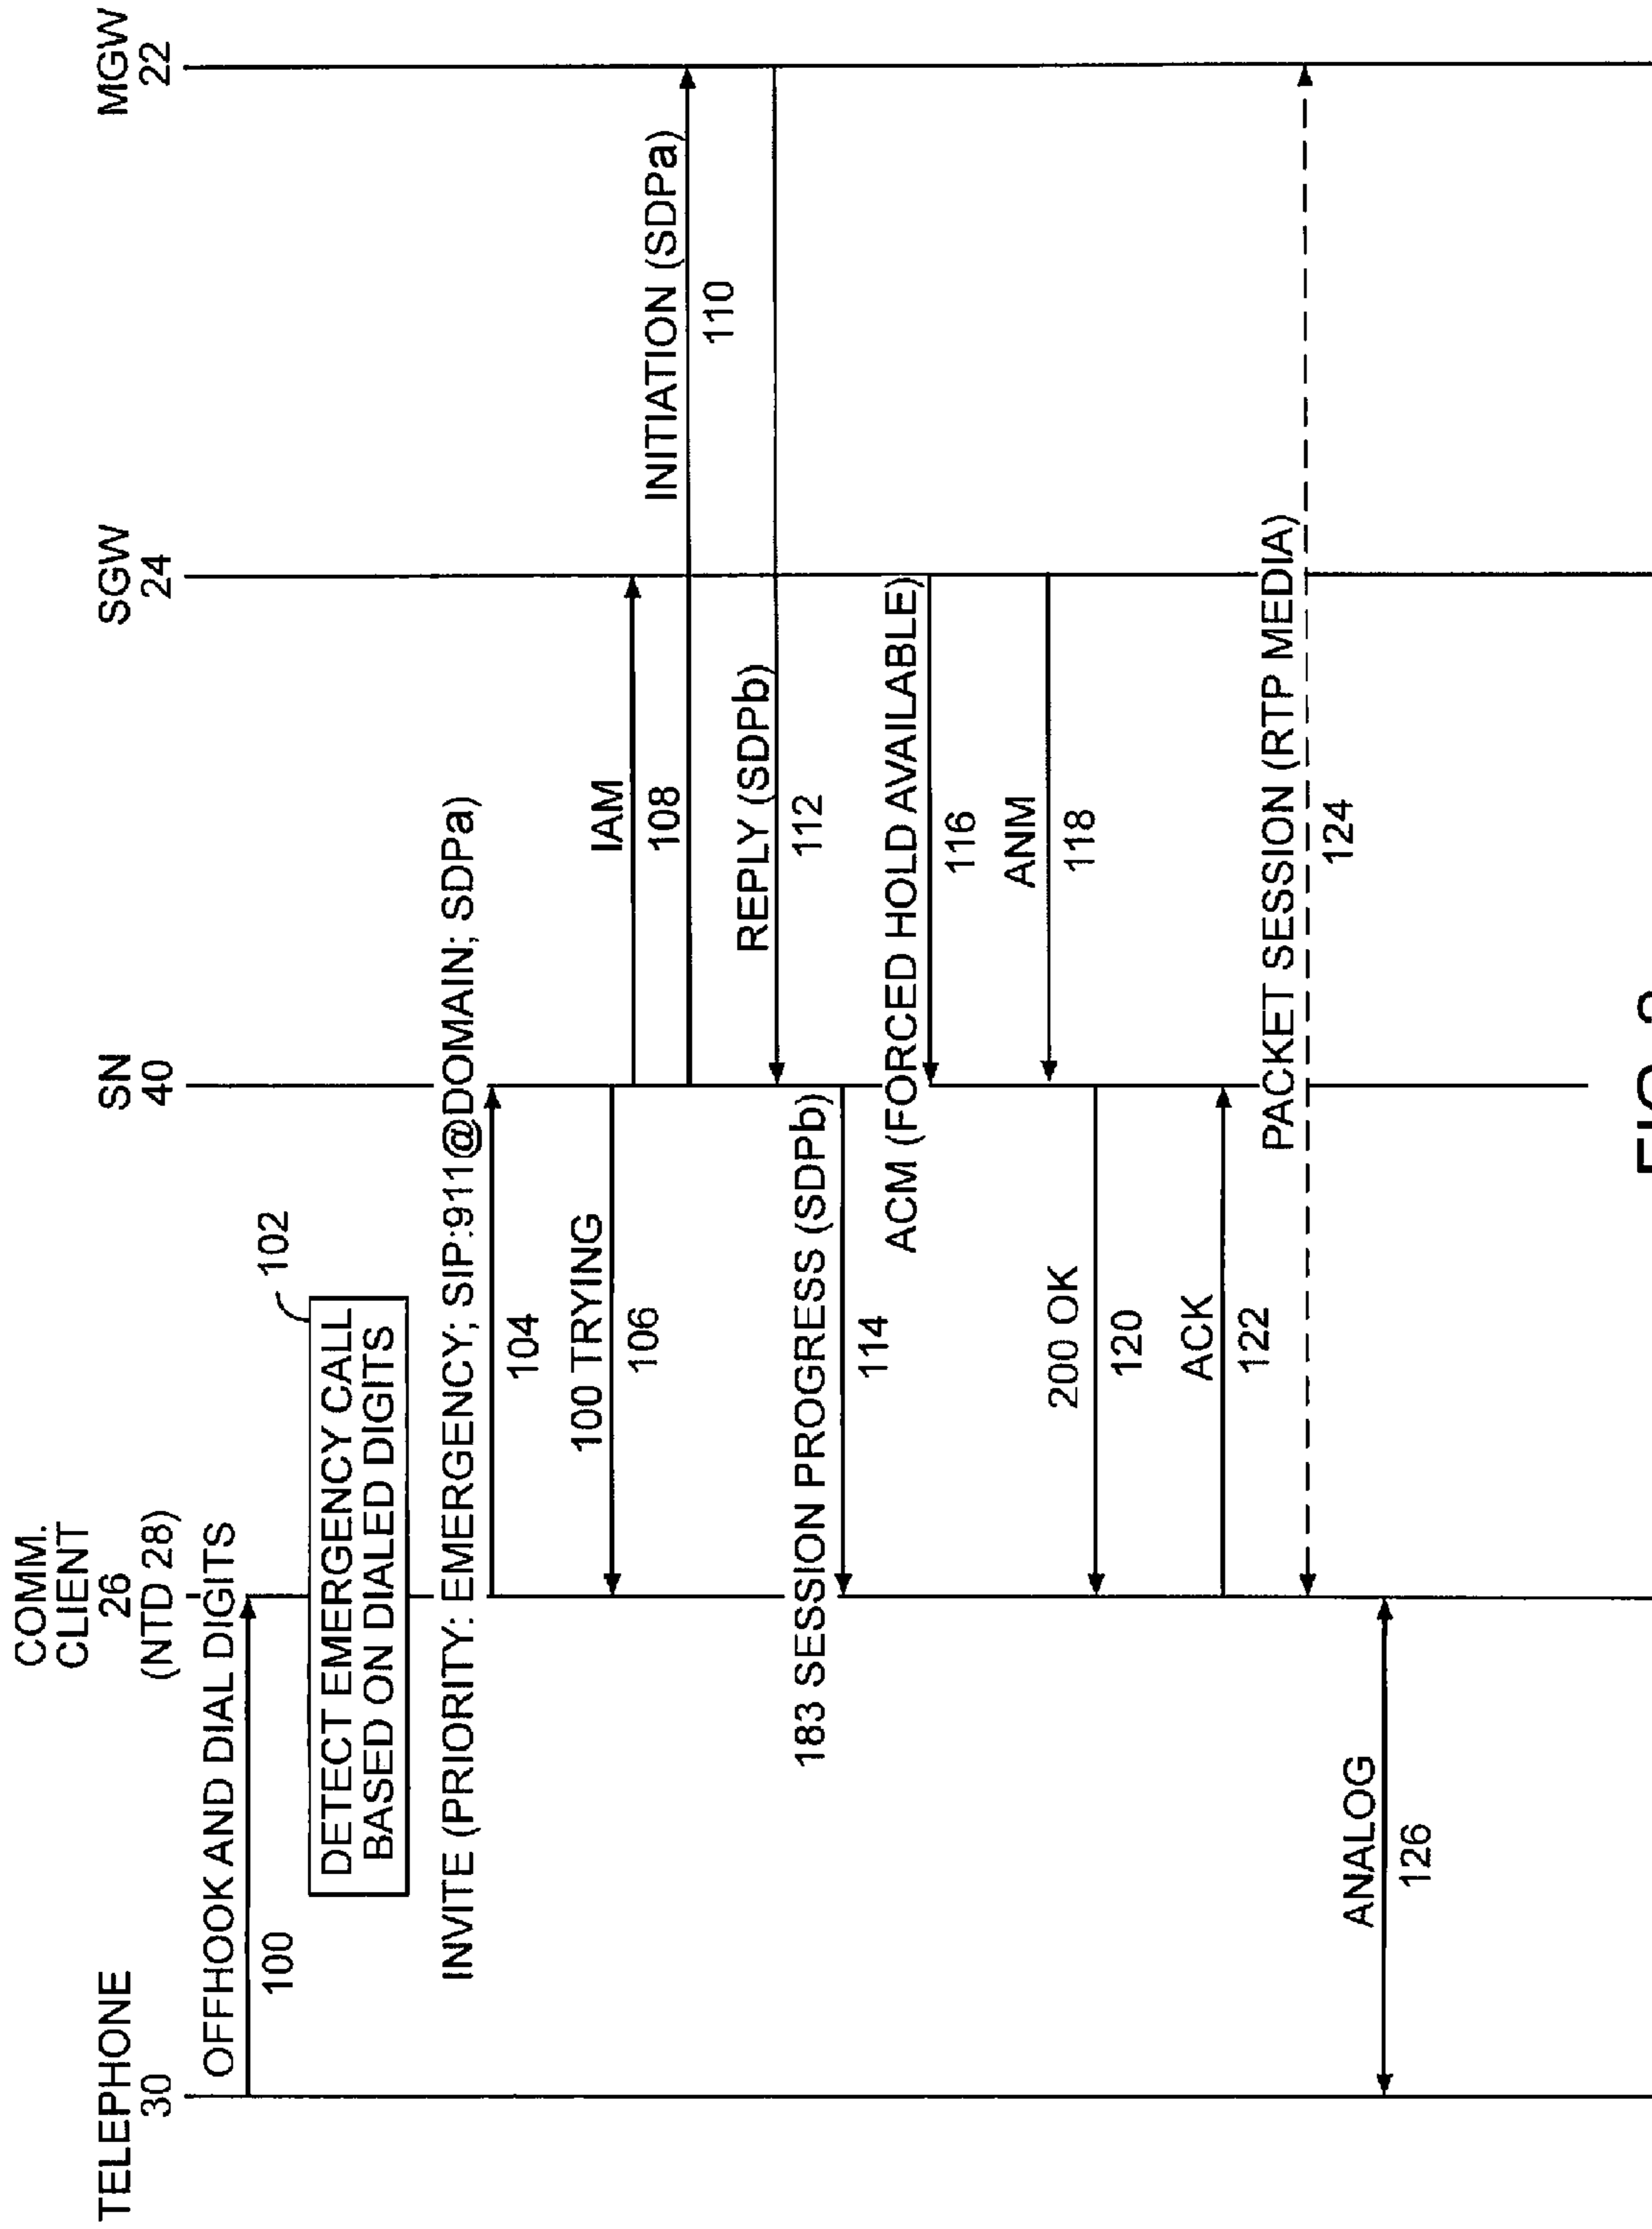 TELEPHONE
30
COMM.
CLIENT
26
(NTD 28)
SN
40
SGW
24
MGW
22
OFFHOOK AND DIAL DIGITS
100
102
DETECT EMERGENCY CALL
BASED ON DIALED DIGITS
INVITE (PRIORITY: EMERGENCY; SIP:911@DOMAIN; SDPa)
104
100 TRYING
106
IAM
108
INITIATION (SDPa)
110
REPLY (SDPb)
112
183 SESSION PROGRESS (SDPb)
114
ACM (FORCED HOLD AVAILABLE)
116
ANM
118
200 OK
120
ACK
122
PACKET SESSION (RTP MEDIA)
124
ANALOG
126